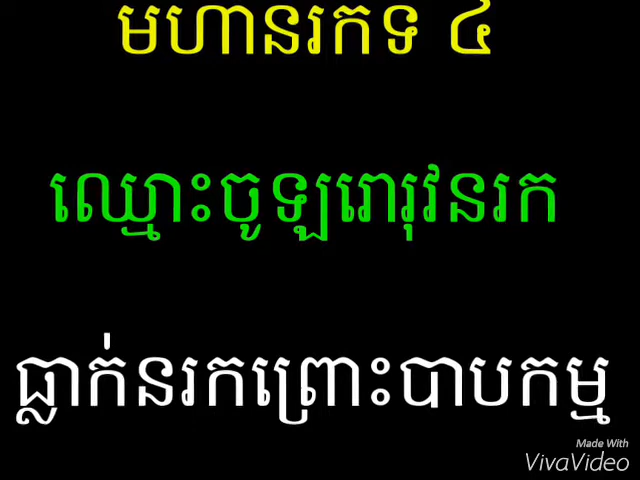 មហានរកទ ៤
ឈ្មោះចូឡរោរុវនរក
ធ្លាក់នរកព្រោះបាបកម្ម
Made With
VivaVideo